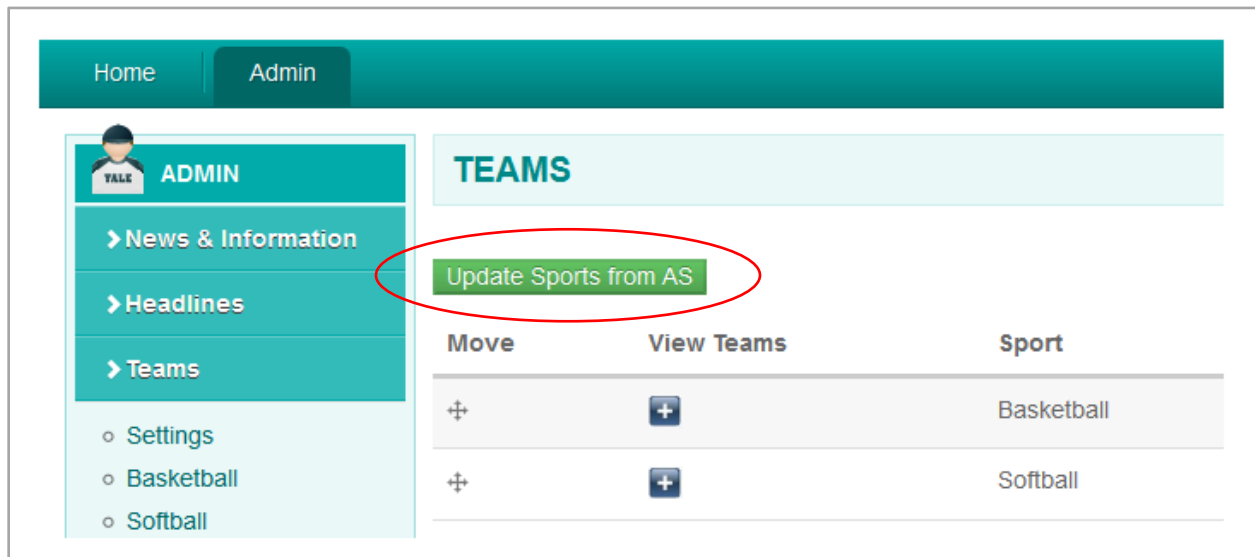 Home Admin
YALE ADMIN
News & Information
Headlines
Teams
Settings
Basketball
Softball
TEAMS
Update Sports from AS
Move View Teams Sport
Basketball
Softball